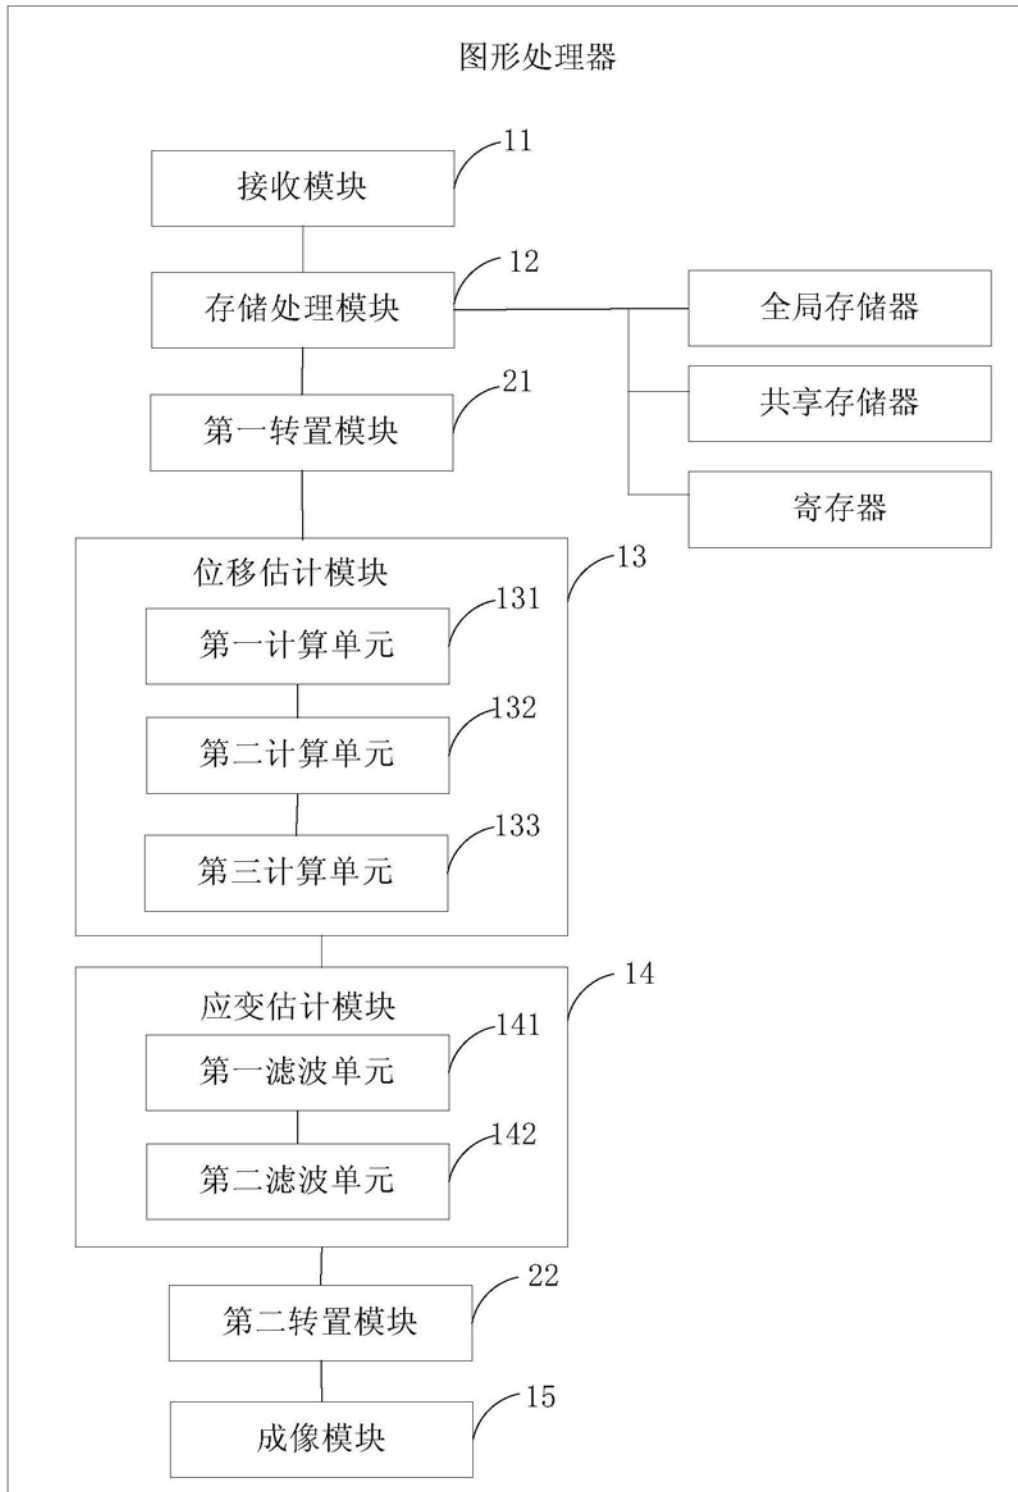 图形处理器
11
接收模块
12
存储处理模块
全局存储器
21
共享存储器
第一转置模块
寄存器
13
位移估计模块
131
第一计算单元
132
第二计算单元
133
第三计算单元
14
应变估计模块
141
第一滤波单元
142
第二滤波单元
22
第二转置模块
15
成像模块